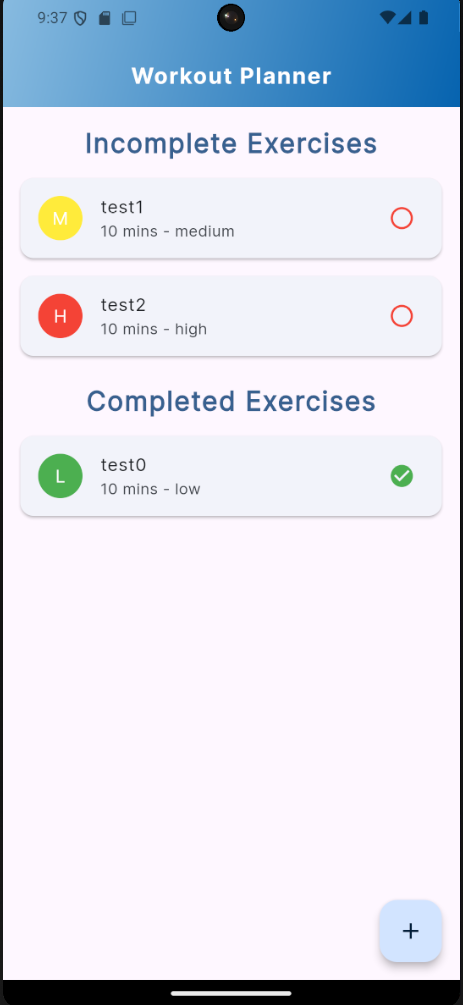 9:37
Workout Planner
Incomplete Exercises
M
test1
10 mins - medium
H
test2
10 mins - high
Completed Exercises
L
test0
10 mins - low
+